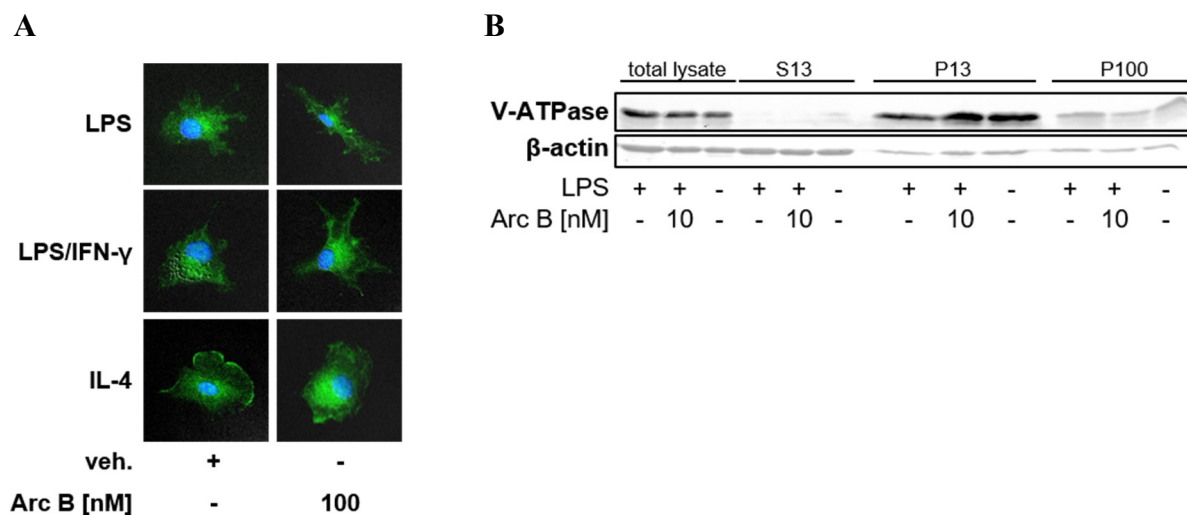 A
LPS
LPS/IFN-γ
IL-4
veh. + -
Arc B [nM] - 100
B
total lysate S13 P13 P100
V-ATPase
β-actin
LPS + + - + + - + + - + + -
Arc B [nM] - 10 - - 10 - - 10 - - 10 -